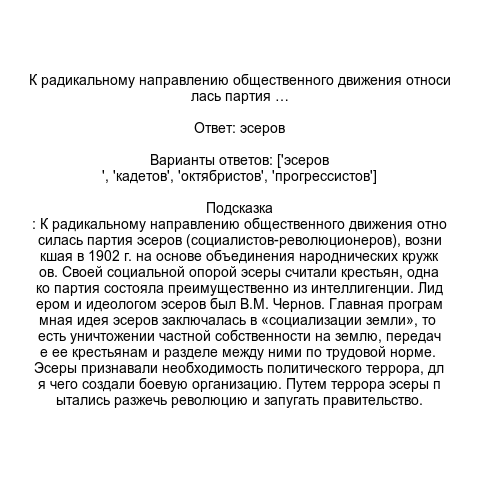 К радикальному направлению общественного движения относи
лась партия …
Ответ: эсеров
Варианты ответов: ['эсеров
', 'кадетов', 'октябристов', 'прогрессистов']
Подсказка
: К радикальному направлению общественного движения отно
силась партия эсеров (социалистов-революционеров), возни
кшая в 1902 г. на основе объединения народнических кружк
ов. Своей социальной опорой эсеры считали крестьян, одна
ко партия состояла преимущественно из интеллигенции. Лид
ером и идеологом эсеров был В.М. Чернов. Главная програм
мная идея эсеров заключалась в «социализации земли», то
есть уничтожении частной собственности на землю, передач
е ее крестьянам и разделе между ними по трудовой норме.
Эсеры признавали необходимость политического террора, дл
я чего создали боевую организацию. Путем террора эсеры п
ытались разжечь революцию и запугать правительство.